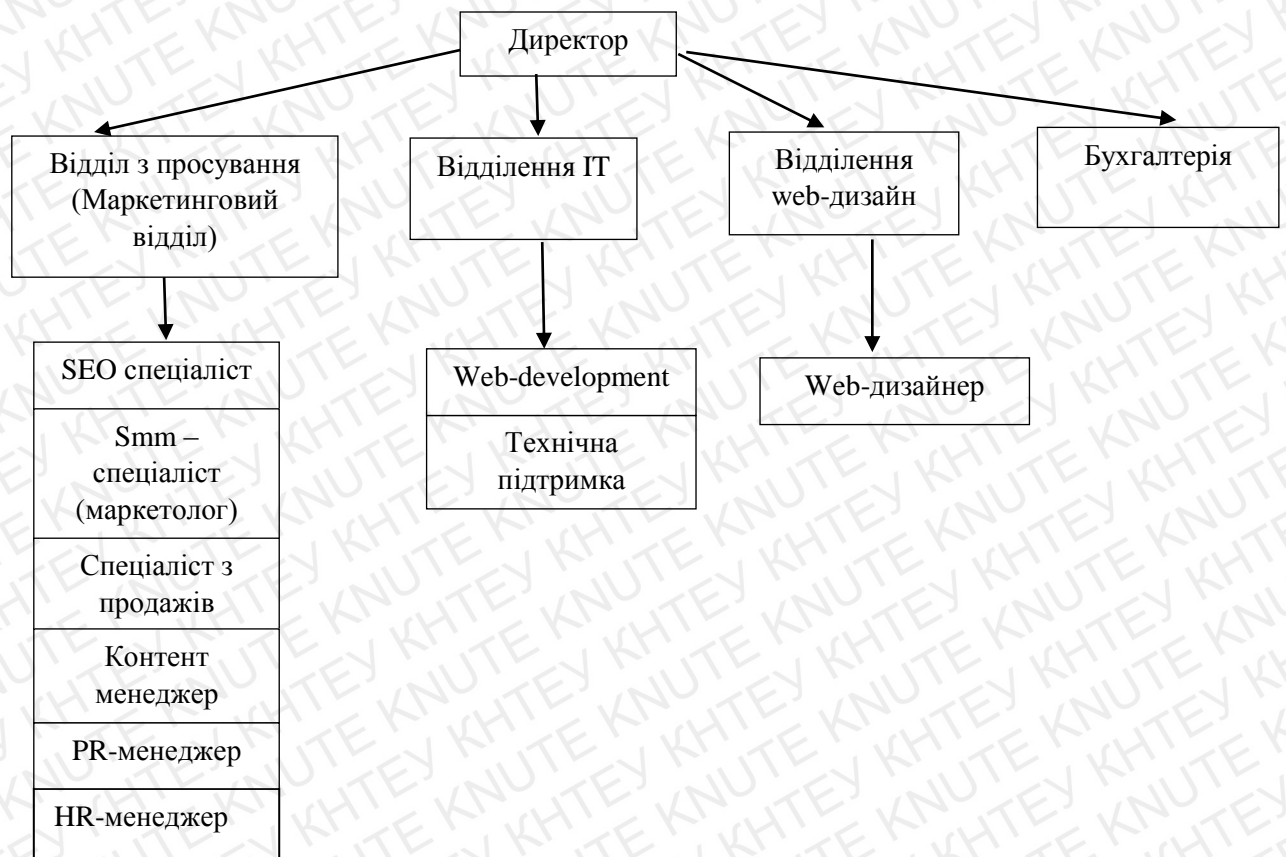 Директор
Відділ з просування
(Маркетинговий
відділ)
Відділення ІТ
Відділення
web-дизайн
Бухгалтерія
SEO спеціаліст
Smm –
спеціаліст
(маркетолог)
Спеціаліст з
продажів
Контент
менеджер
PR-менеджер
HR-менеджер
Web-development
Технічна
підтримка
Web-дизайнер